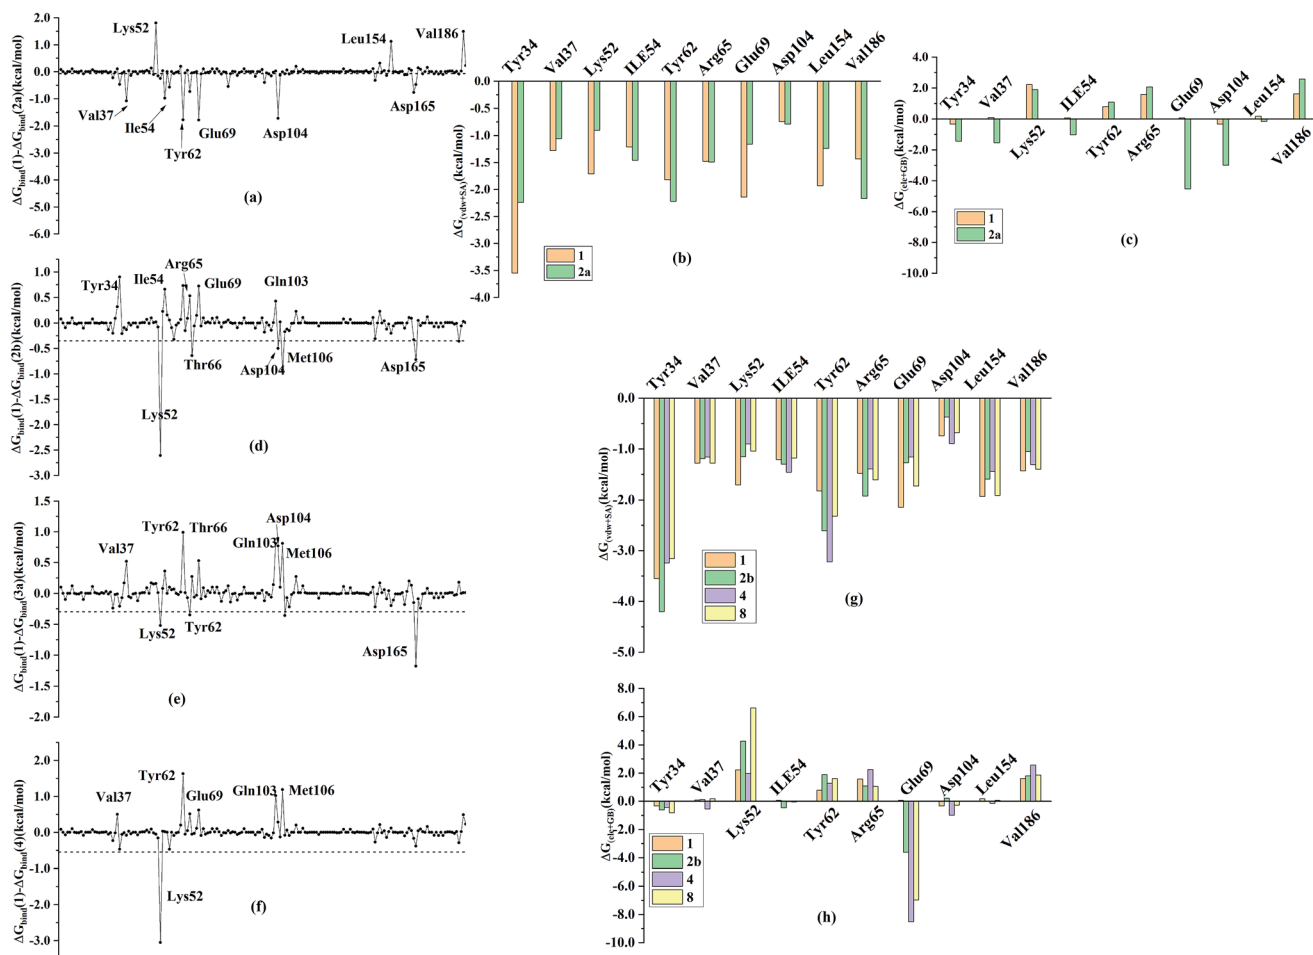 ΔG_bind(1)-ΔG_bind(2a)(kcal/mol)
2.0
1.0
0.0
-1.0
-2.0
-3.0
-4.0
-5.0
-6.0
Lys52
Leu154
Val186
Val37
Ile54
Tyr62
Glu69
Asp104
Asp165
(a)
ΔG_(vdw+SA)(kcal/mol)
0.0
-0.5
-1.0
-1.5
-2.0
-2.5
-3.0
-3.5
-4.0
Tyr34
Val37
Lys52
ILE54
Tyr62
Arg65
Glu69
Asp104
Leu154
Val186
1
2a
(b)
ΔG_(ele+GB)(kcal/mol)
4.0
2.0
0.0
-2.0
-4.0
-6.0
-8.0
-10.0
Tyr34
Val37
Lys52
ILE54
Tyr62
Arg65
Glu69
Asp104
Leu154
Val186
1
2a
(c)
ΔG_bind(1)-ΔG_bind(2b)(kcal/mol)
1.0
0.5
0.0
-0.5
-1.0
-1.5
-2.0
-2.5
-3.0
Tyr34
Ile54
Arg65
Glu69
Gln103
Lys52
Thr66
Asp104
Met106
Asp165
(d)
ΔG_bind(1)-ΔG_bind(3a)(kcal/mol)
1.5
1.0
0.5
0.0
-0.5
-1.0
-1.5
-2.0
Val37
Tyr62
Thr66
Asp104
Gln103
Met106
Lys52
Tyr62
Asp165
(e)
ΔG_bind(1)-ΔG_bind(4)(kcal/mol)
2.0
1.0
0.0
-1.0
-2.0
-3.0
Val37
Tyr62
Glu69
Gln103
Met106
Lys52
(f)
ΔG_(vdw+SA)(kcal/mol)
0.0
-1.0
-2.0
-3.0
-4.0
-5.0
Tyr34
Val37
Lys52
ILE54
Tyr62
Arg65
Glu69
Asp104
Leu154
Val186
1
2b
4
8
(g)
ΔG_(ele+GB)(kcal/mol)
8.0
6.0
4.0
2.0
0.0
-2.0
-4.0
-6.0
-8.0
-10.0
Tyr34
Val37
Lys52
ILE54
Tyr62
Arg65
Glu69
Asp104
Leu154
Val186
1
2b
4
8
(h)